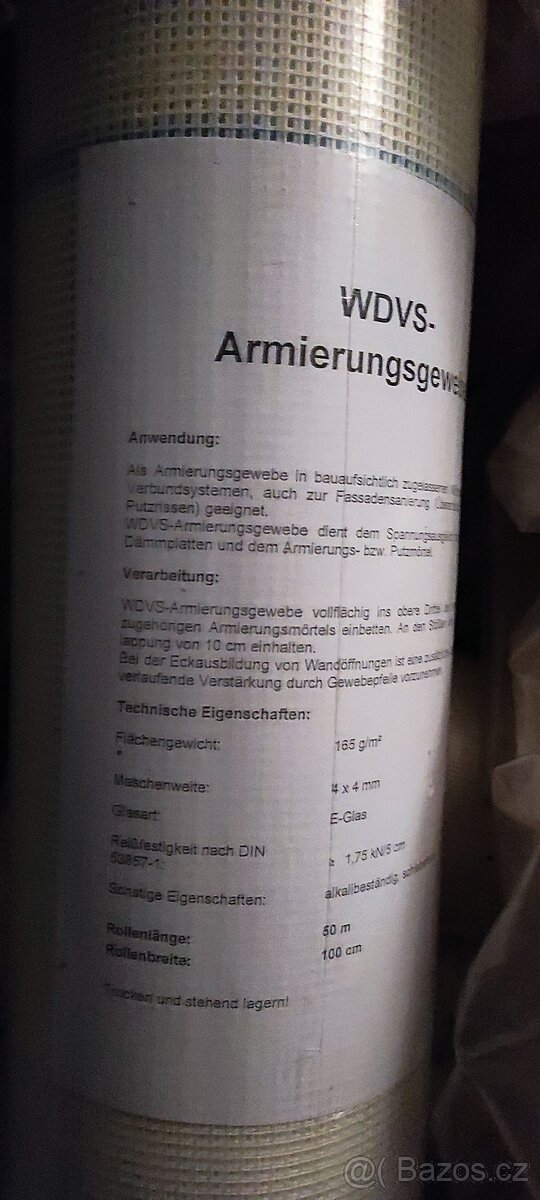 WDVS-
Armierungsgewebe
Anwendung:
Als Armierungsgewebe in bauaufsichtlich zugelassenen
Verbundsystemen, auch zur Fassadensanierung
Putzrissen) geeignet.
WDVS-Armierungsgewebe dient dem Spannungsausgleich
Dämmplatten und dem Armierungs- bzw. Putzmörtel.
Verarbeitung:
WDVS-Armierungsgewebe vollflächig ins obere Drittel
zugehörigen Armierungsmörtels einbetten. An den Stößen
lappung von 10 cm einhalten.
Bei der Eckausbildung von Wandöffnungen ist eine
verlaufende Verstärkung durch Gewebepfeile vorzunehmen
Technische Eigenschaften:
Flächengewicht: 165 g/m²
Maschenweite: 4 x 4 mm
Glasart: E-Glas
Reißfestigkeit nach DIN
53857-1: ≥ 1,75 kN/5 cm
Sonstige Eigenschaften: alkalibeständig,
Rollenlänge: 50 m
Rollenbreite: 100 cm
Trocken und stehend lagern!
@( Bazos.cz